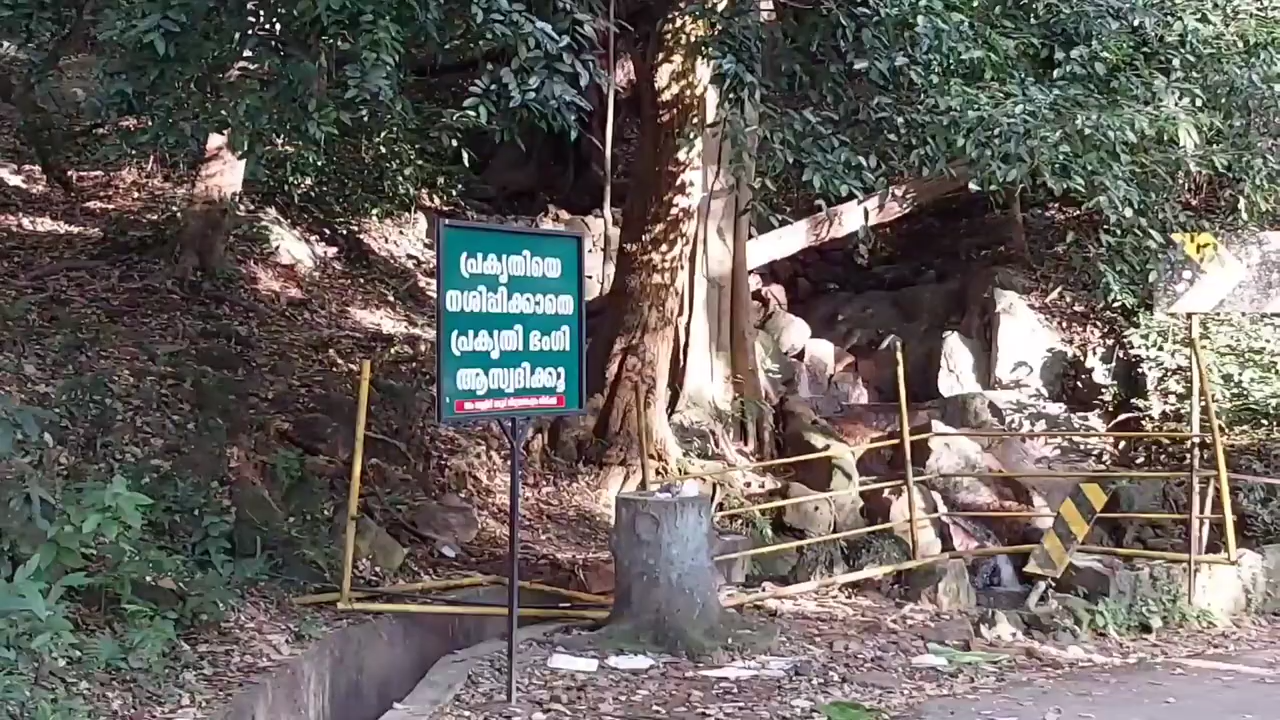 പ്രകൃതിയെ
നശിപ്പിക്കാതെ
പ്രകൃതി ഭംഗി
ആസ്വദിക്കൂ